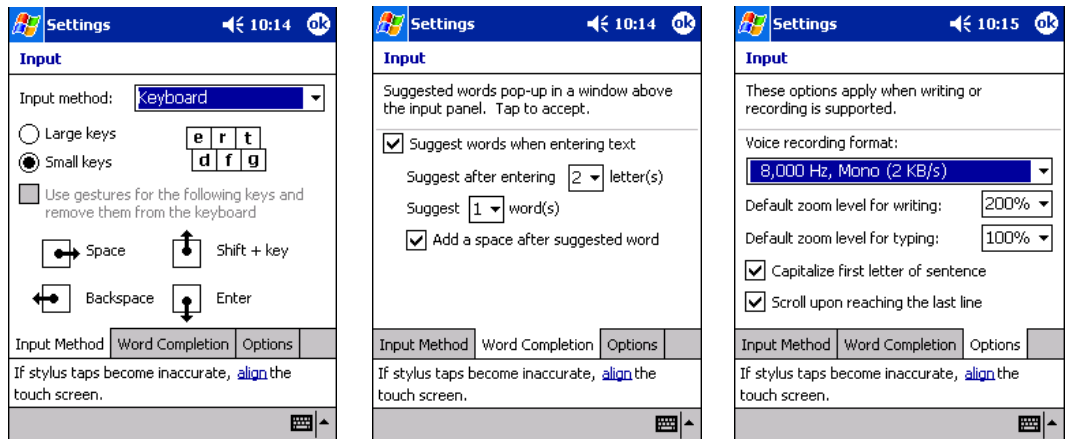 Settings 10:14 ok
Input
Input method: Keyboard
Large keys
Small keys
e r t
d f g
Use gestures for the following keys and
remove them from the keyboard
Space Shift + key
Backspace Enter
Input Method Word Completion Options
If stylus taps become inaccurate, align the
touch screen.
Settings 10:14 ok
Input
Suggested words pop-up in a window above
the input panel. Tap to accept.
Suggest words when entering text
Suggest after entering 2 letter(s)
Suggest 1 word(s)
Add a space after suggested word
Input Method Word Completion Options
If stylus taps become inaccurate, align the
touch screen.
Settings 10:15 ok
Input
These options apply when writing or
recording is supported.
Voice recording format:
8,000 Hz, Mono (2 KB/s)
Default zoom level for writing: 200%
Default zoom level for typing: 100%
Capitalize first letter of sentence
Scroll upon reaching the last line
Input Method Word Completion Options
If stylus taps become inaccurate, align the
touch screen.